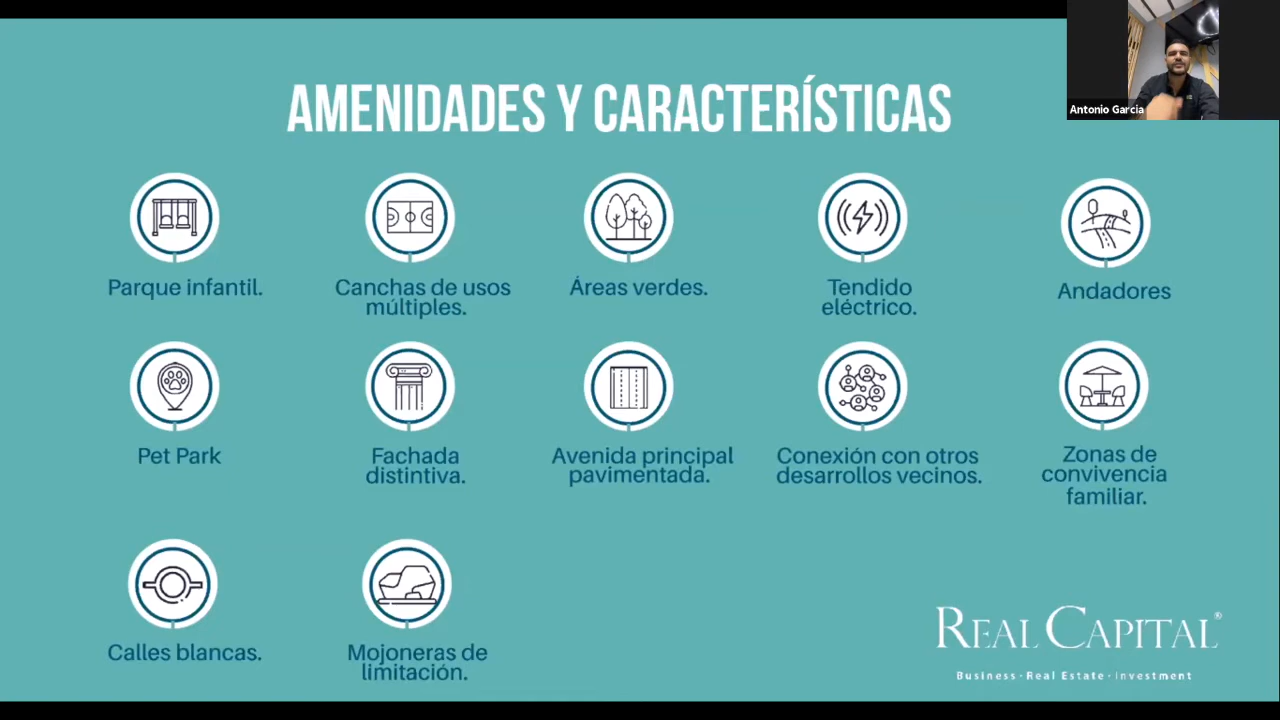 Antonio Garcia
AMENIDADES Y CARACTERÍSTICAS
Parque infantil.
Canchas de usos
múltiples.
Áreas verdes.
Tendido
eléctrico.
Andadores
Pet Park
Fachada
distintiva.
Avenida principal
pavimentada.
Conexión con otros
desarrollos vecinos.
Zonas de
convivencia
familiar.
Calles blancas.
Mojoneras de
limitación.
REAL CAPITAL®
Business · Real Estate · Investment